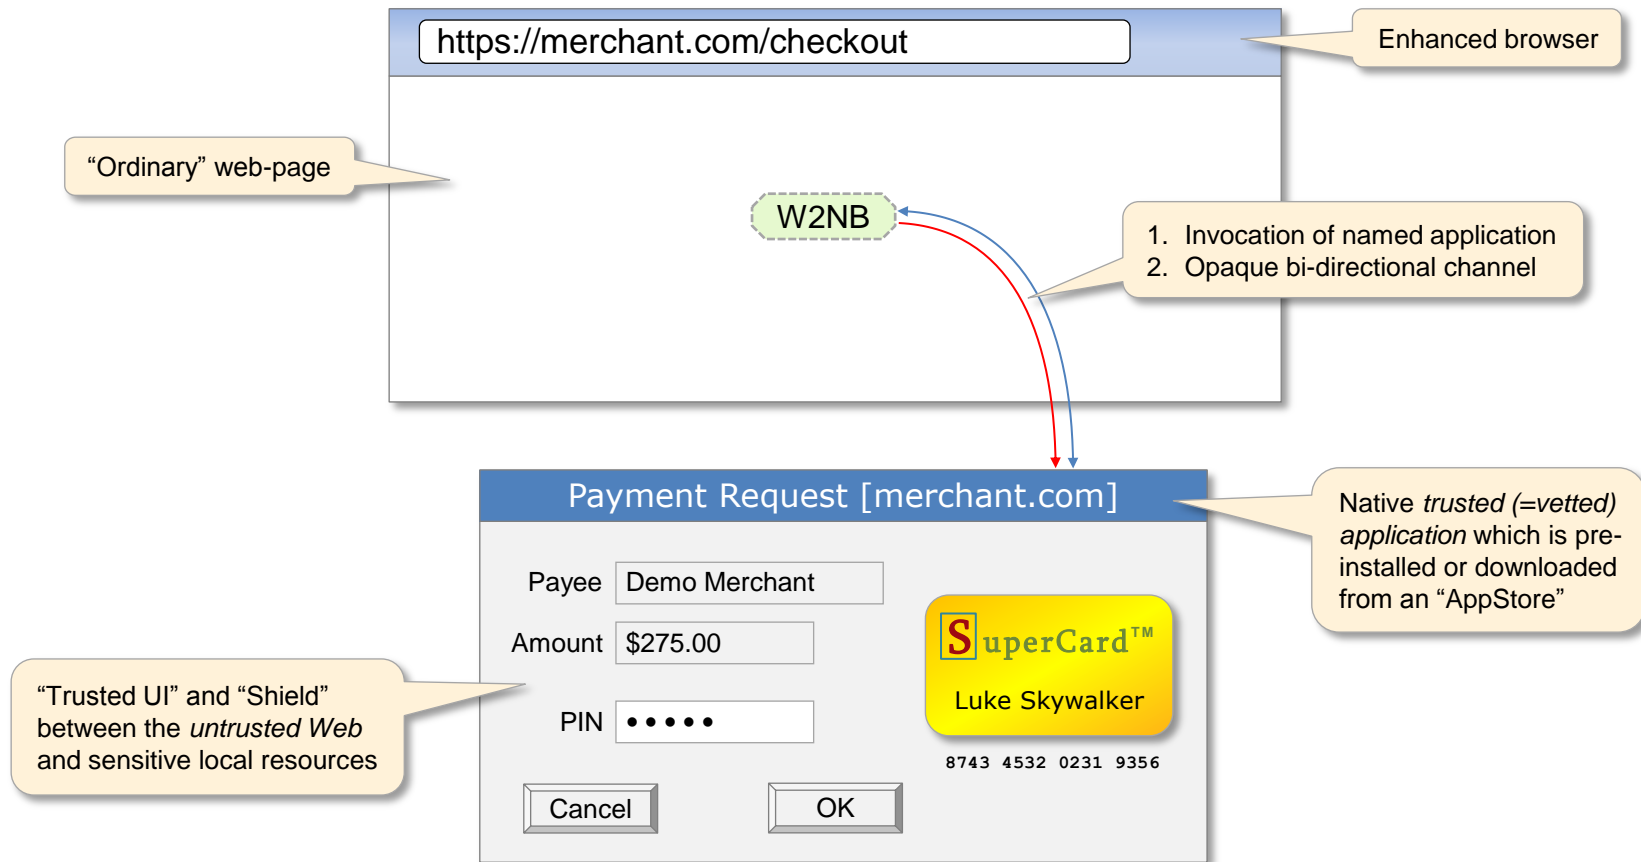 https://merchant.com/checkout
Enhanced browser
“Ordinary” web-page
W2NB
1. Invocation of named application
2. Opaque bi-directional channel
Payment Request [merchant.com]
Native trusted (=vetted)
application which is pre-
installed or downloaded
from an “AppStore”
Payee Demo Merchant
Amount $275.00
PIN •••••
SuperCard™
Luke Skywalker
8743 4532 0231 9356
“Trusted UI” and “Shield”
between the untrusted Web
and sensitive local resources
Cancel OK